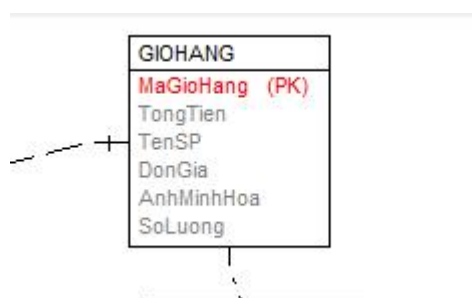 GIOHANG
MaGioHang (PK)
TongTien
TenSP
DonGia
AnhMinhHoa
SoLuong